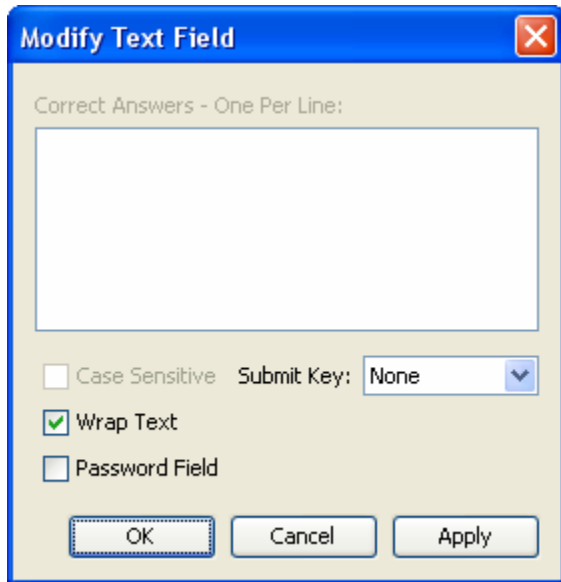 Modify Text Field
Correct Answers - One Per Line:
Case Sensitive Submit Key: None
Wrap Text
Password Field
OK Cancel Apply